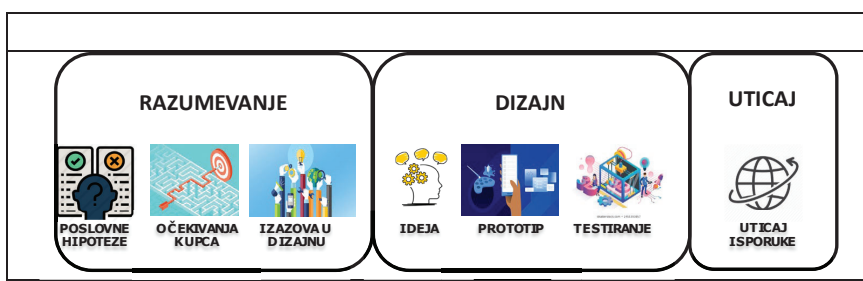 RAZUMEVANJE
POSLOVNE
HIPOTEZE
OČEKIVANJA
KUPCA
IZAZOVA U
DIZAJNU
DIZAJN
IDEJA
PROTOTIP
TESTIRANJE
UTICAJ
UTICAJ
ISPORUKE